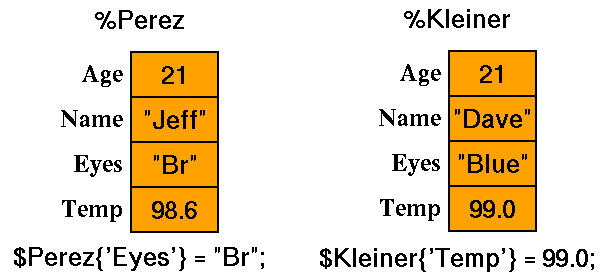 %Perez
Age 21
Name "Jeff"
Eyes "Br"
Temp 98.6
$Perez{'Eyes'} = "Br";
%Kleiner
Age 21
Name "Dave"
Eyes "Blue"
Temp 99.0
$Kleiner{'Temp'} = 99.0;